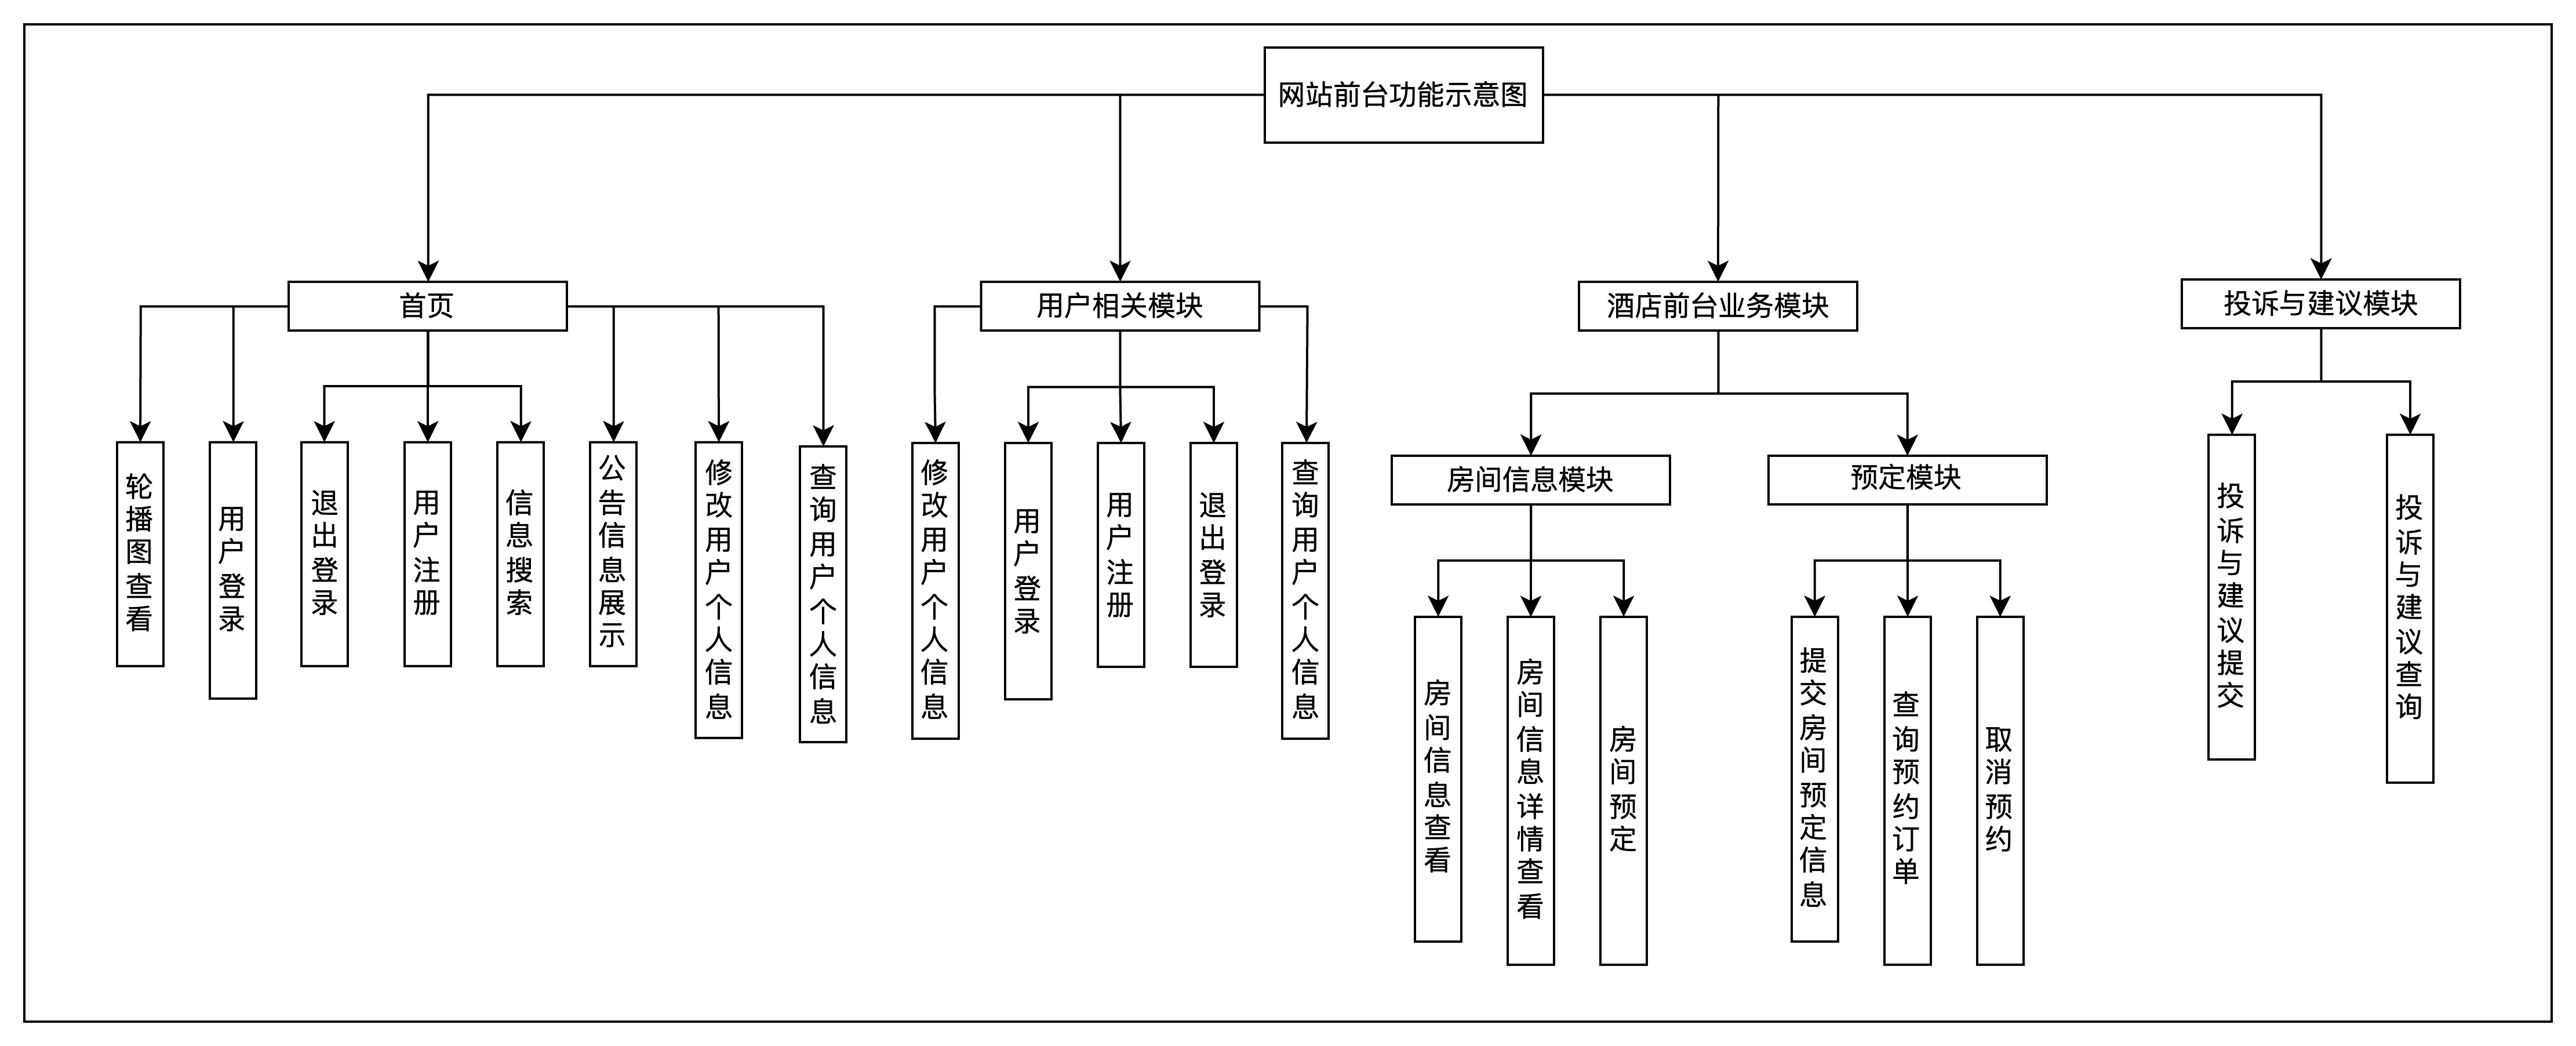 网站前台功能示意图
首页
用户相关模块
酒店前台业务模块
投诉与建议模块
房间信息模块
预定模块
轮播图查看
用户登录
退出登录
用户注册
信息搜索
公告信息展示
修改用户个人信息
查询用户个人信息
修改用户个人信息
用户登录
用户注册
退出登录
查询用户个人信息
房间信息查看
房间信息详情查看
房间预定
提交房间预定信息
查询预约订单
取消预约
投诉与建议提交
投诉与建议查询